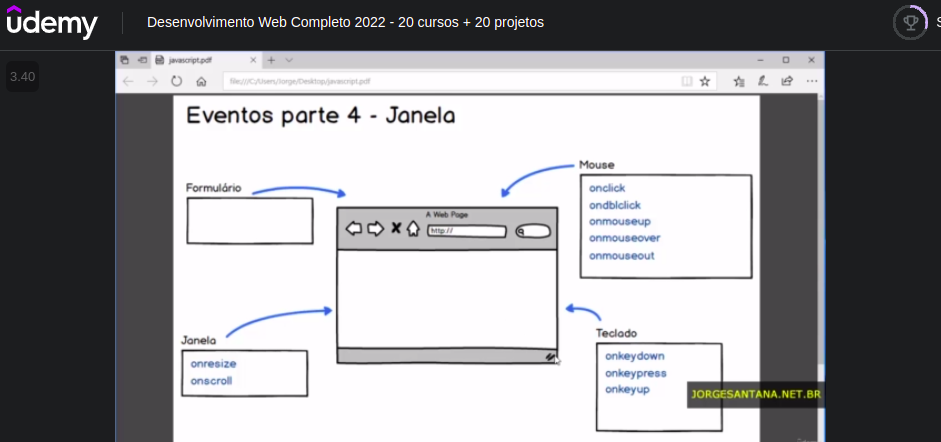 udemy
Desenvolvimento Web Completo 2022 - 20 cursos + 20 projetos
S
3.40
javascript.pdf
file:///C:/Users/Jorge/Desktop/javascript.pdf
Eventos parte 4 - Janela
Mouse
onclick
ondblclick
onmouseup
onmouseover
onmouseout
Formulário
A Web Page
http://
Janela
onresize
onscroll
Teclado
onkeydown
onkeypress
onkeyup
JORGESANTANA.NET.BR